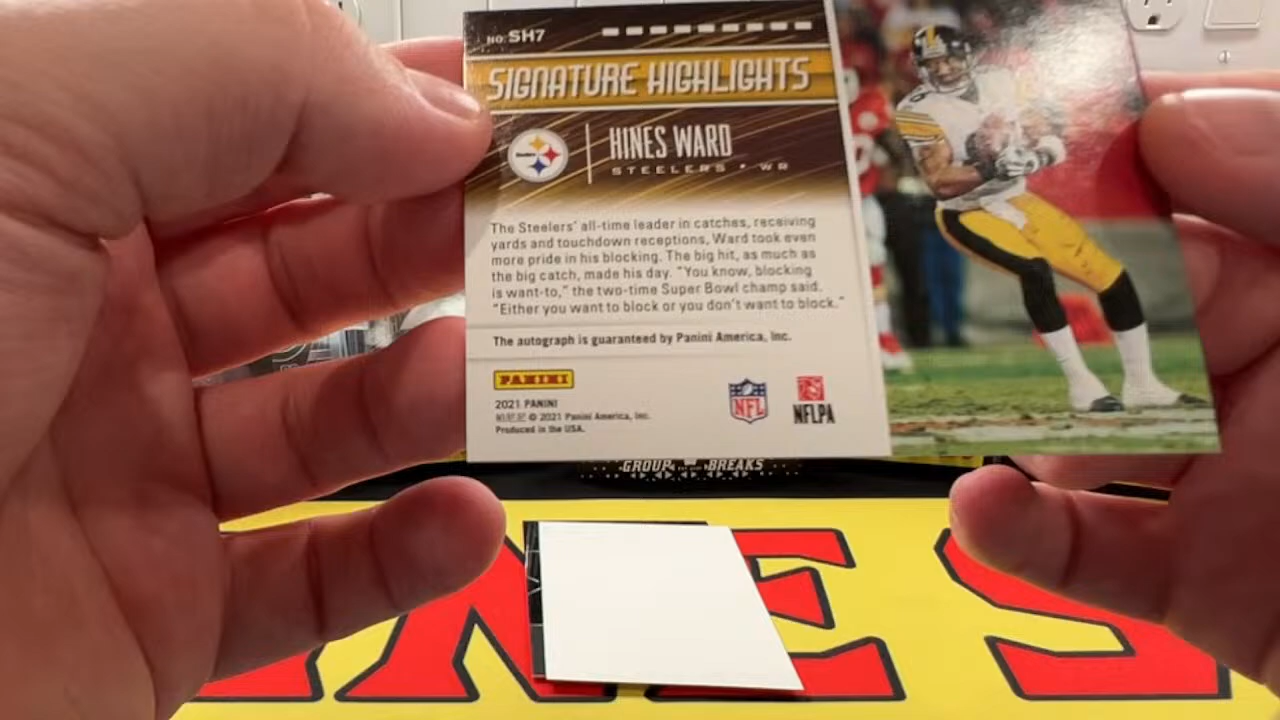 NO. SH7
SIGNATURE HIGHLIGHTS
Steelers
HINES WARD
STEELERS • WR
The Steelers' all-time leader in catches, receiving
yards and touchdown receptions, Ward took even
more pride in his blocking. The big hit, as much as
the big catch, made his day. "You know, blocking
is want-to," the two-time Super Bowl champ said.
"Either you want to block or you don't want to block."
The autograph is guaranteed by Panini America, Inc.
PANINI
2021 PANINI
© 2021 Panini America, Inc.
Produced in the USA.
NFL
NFLPA
GROUP BREAKS
NES